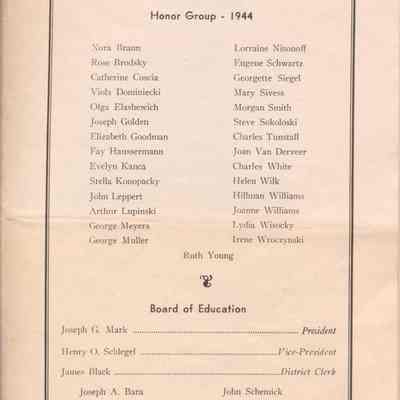 Honor Group - 1944
Nora Brann
Rose Brodsky
Catherine Coscia
Viola Dominiecki
Olga Elashewich
Joseph Golden
Elizabeth Goodman
Fay Haussermann
Evelyn Kanca
Stella Konopacky
John Leppert
Arthur Lupinski
George Meyers
George Muller
Lorraine Nisonoff
Eugene Schwartz
Georgette Siegel
Mary Sivess
Morgan Smith
Steve Sokoloski
Charles Tunstall
Joan Van Derveer
Charles White
Helen Wilk
Hillman Williams
Joanne Williams
Lydia Wisocky
Irene Wroczynski
Ruth Young
Board of Education
Joseph G. Mark ........ President
Henry O. Schlegel ........ Vice-President
James Black ........ District Clerk
Joseph A. Bara John Schemick